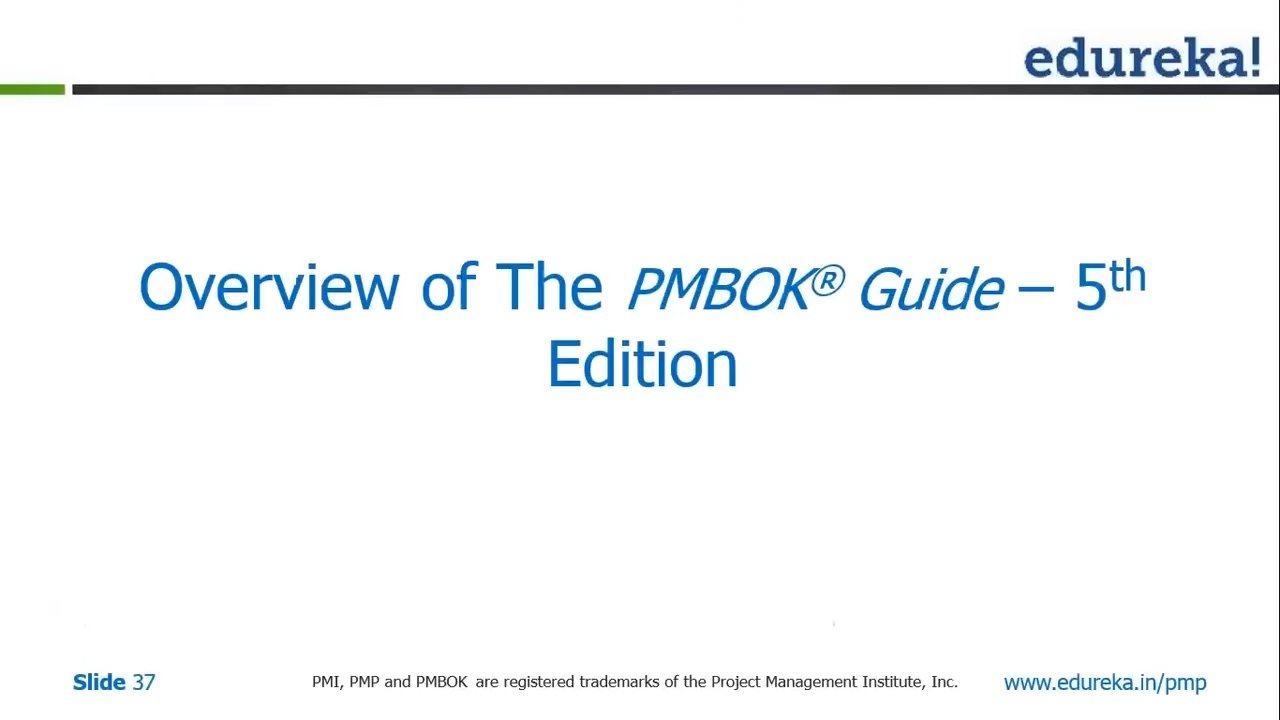 edureka!
Overview of The PMBOK® Guide – 5th
Edition
Slide 37
PMI, PMP and PMBOK are registered trademarks of the Project Management Institute, Inc.
www.edureka.in/pmp